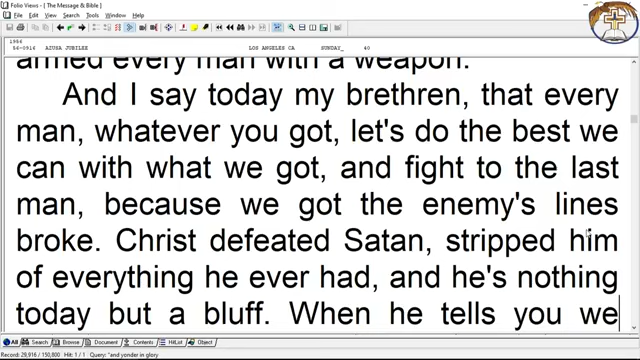 Folio Views - [The Message & Bible]
File Edit View Search Layout Tools Window Help
1956
56-0916 AZUSA JUBILEE LOS ANGELES CA SUNDAY_ 40
armed every man with a weapon.
And I say today my brethren, that every
man, whatever you got, let's do the best we
can with what we got, and fight to the last
man, because we got the enemy's lines
broke. Christ defeated Satan, stripped him
of everything he ever had, and he's nothing
today but a bluff. When he tells you we
All Search Browse Document Contents HitList Object
Record: 29,916 / 150,800 Hit: 1 / 1 Query: "and yonder in glory